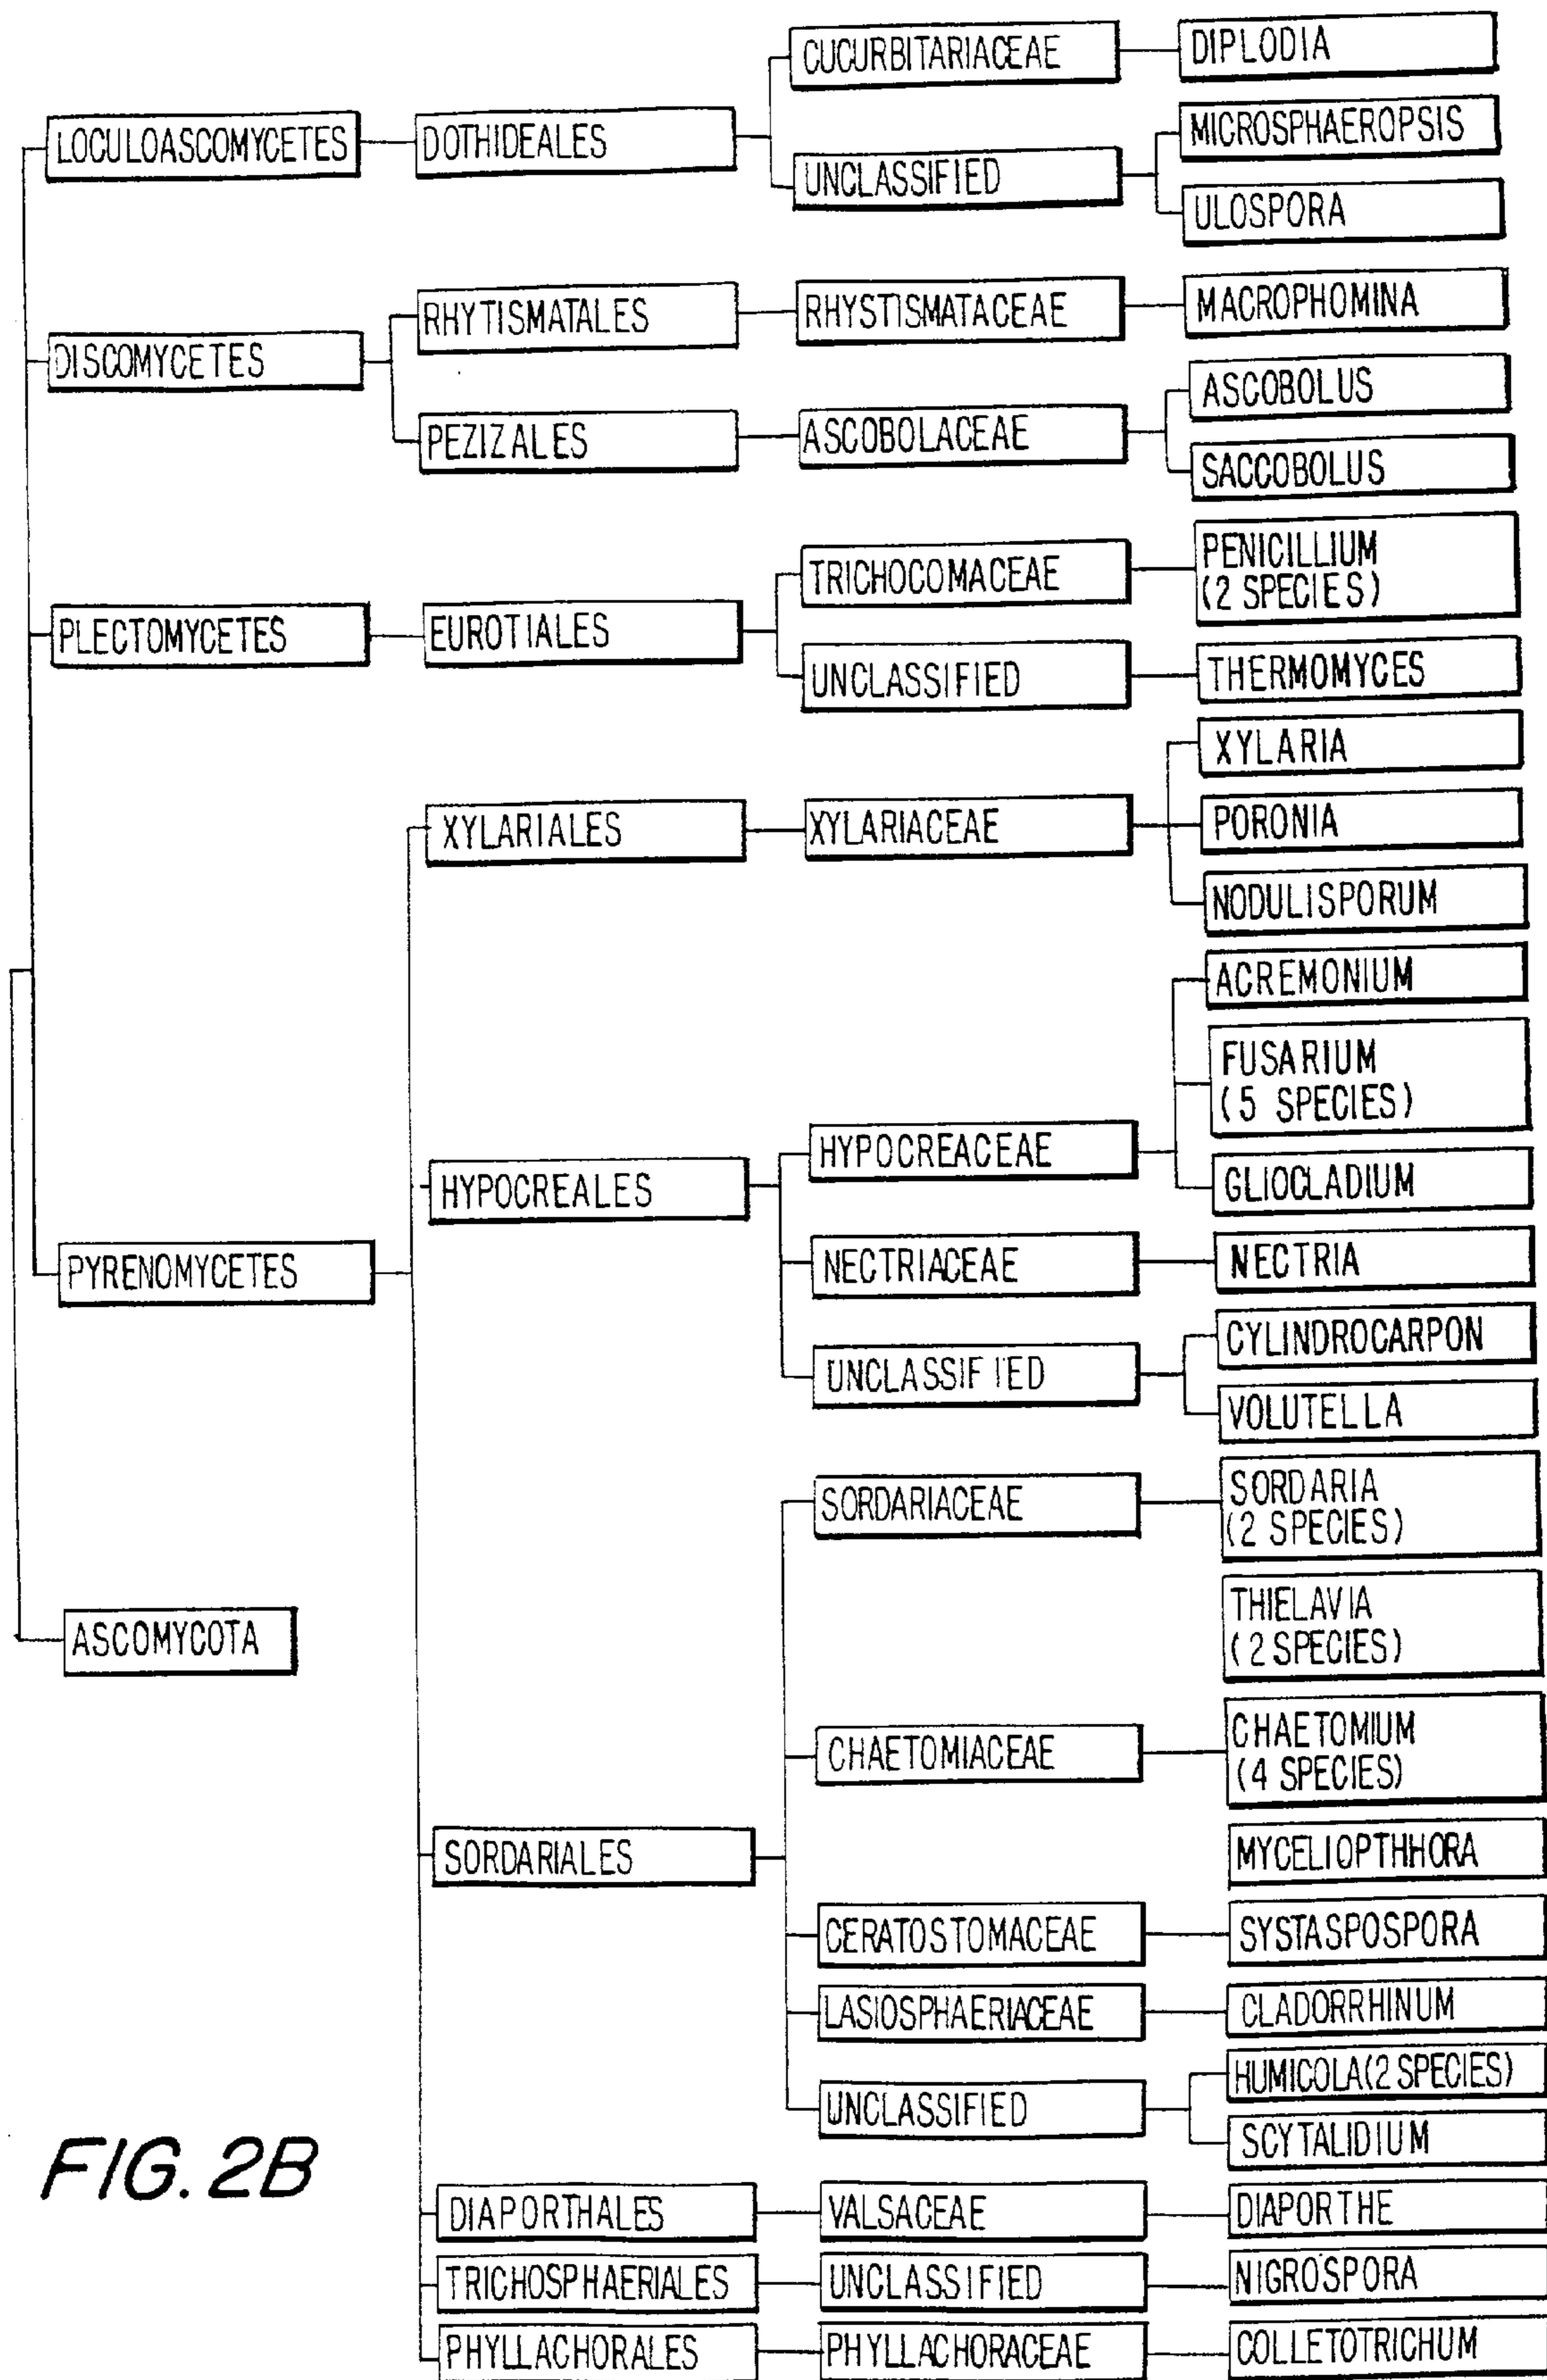 CUCURBITARIACEAE
DIPLODIA
LOCULOASCOMYCETES
DOTHIDEALES
MICROSPHAEROPSIS
UNCLASSIFIED
ULOSPORA
RHYTISMATALES
RHYSTISMATACEAE
MACROPHOMINA
DISCOMYCETES
ASCOBOLUS
PEZIZALES
ASCOBOLACEAE
SACCOBOLUS
TRICHOCOMACEAE
PENICILLIUM
(2 SPECIES)
PLECTOMYCETES
EUROTIALES
UNCLASSIFIED
THERMOMYCES
XYLARIA
XYLARIALES
XYLARIACEAE
PORONIA
NODULISPORUM
ACREMONIUM
FUSARIUM
(5 SPECIES)
HYPOCREACEAE
HYPOCREALES
GLIOCLADIUM
PYRENOMYCETES
NECTRIACEAE
NECTRIA
CYLINDROCARPON
UNCLASSIFIED
VOLUTELLA
SORDARIACEAE
SORDARIA
(2 SPECIES)
ASCOMYCOTA
THIELAVIA
(2 SPECIES)
CHAETOMIACEAE
CHAETOMIUM
(4 SPECIES)
SORDARIALES
MYCELIOPTHHORA
CERATOSTOMACEAE
SYSTASPOSPORA
LASIOSPHAERIACEAE
CLADORRHINUM
HUMICOLA(2 SPECIES)
UNCLASSIFIED
SCYTALIDIUM
FIG. 2B
DIAPORTHALES
VALSACEAE
DIAPORTHE
TRICHOSPHAERIALES
UNCLASSIFIED
NIGROSPORA
PHYLLACHORALES
PHYLLACHORACEAE
COLLETOTRICHUM